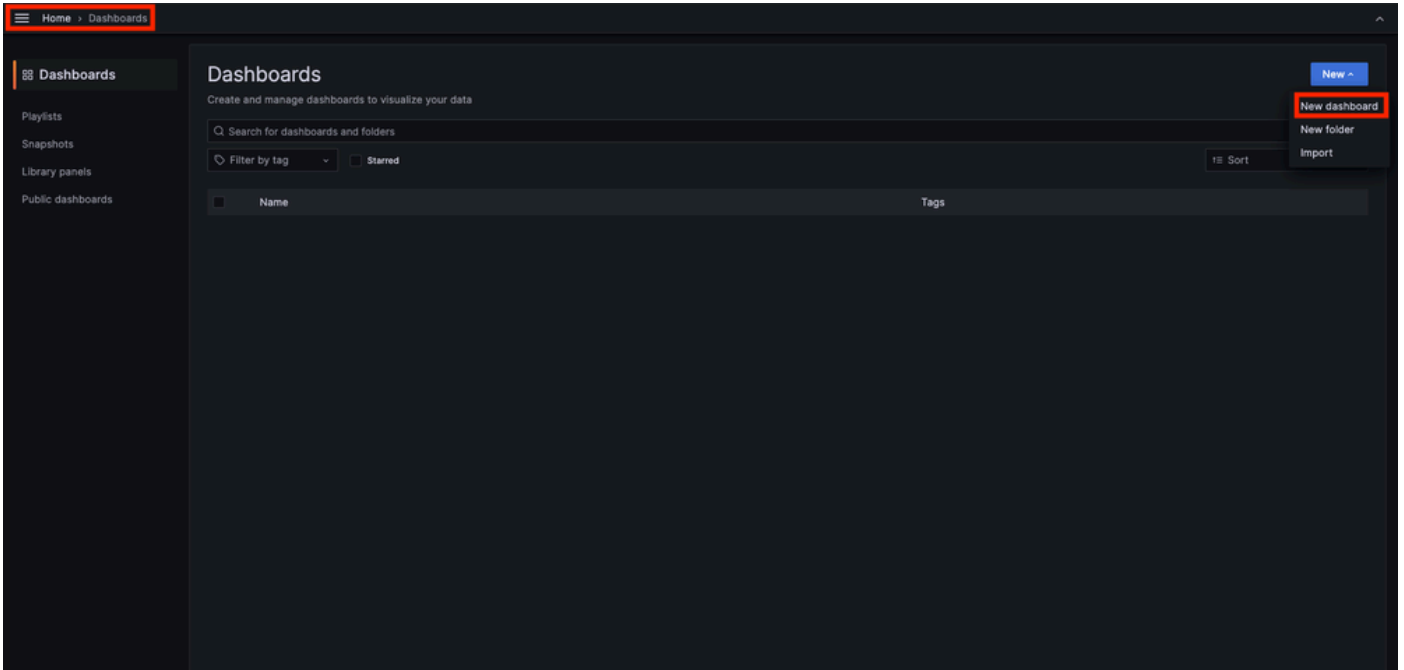 Home › Dashboards
Dashboards
Playlists
Snapshots
Library panels
Public dashboards
Dashboards
Create and manage dashboards to visualize your data
New
New dashboard
New folder
Import
Search for dashboards and folders
Filter by tag
Starred
Sort
Name Tags